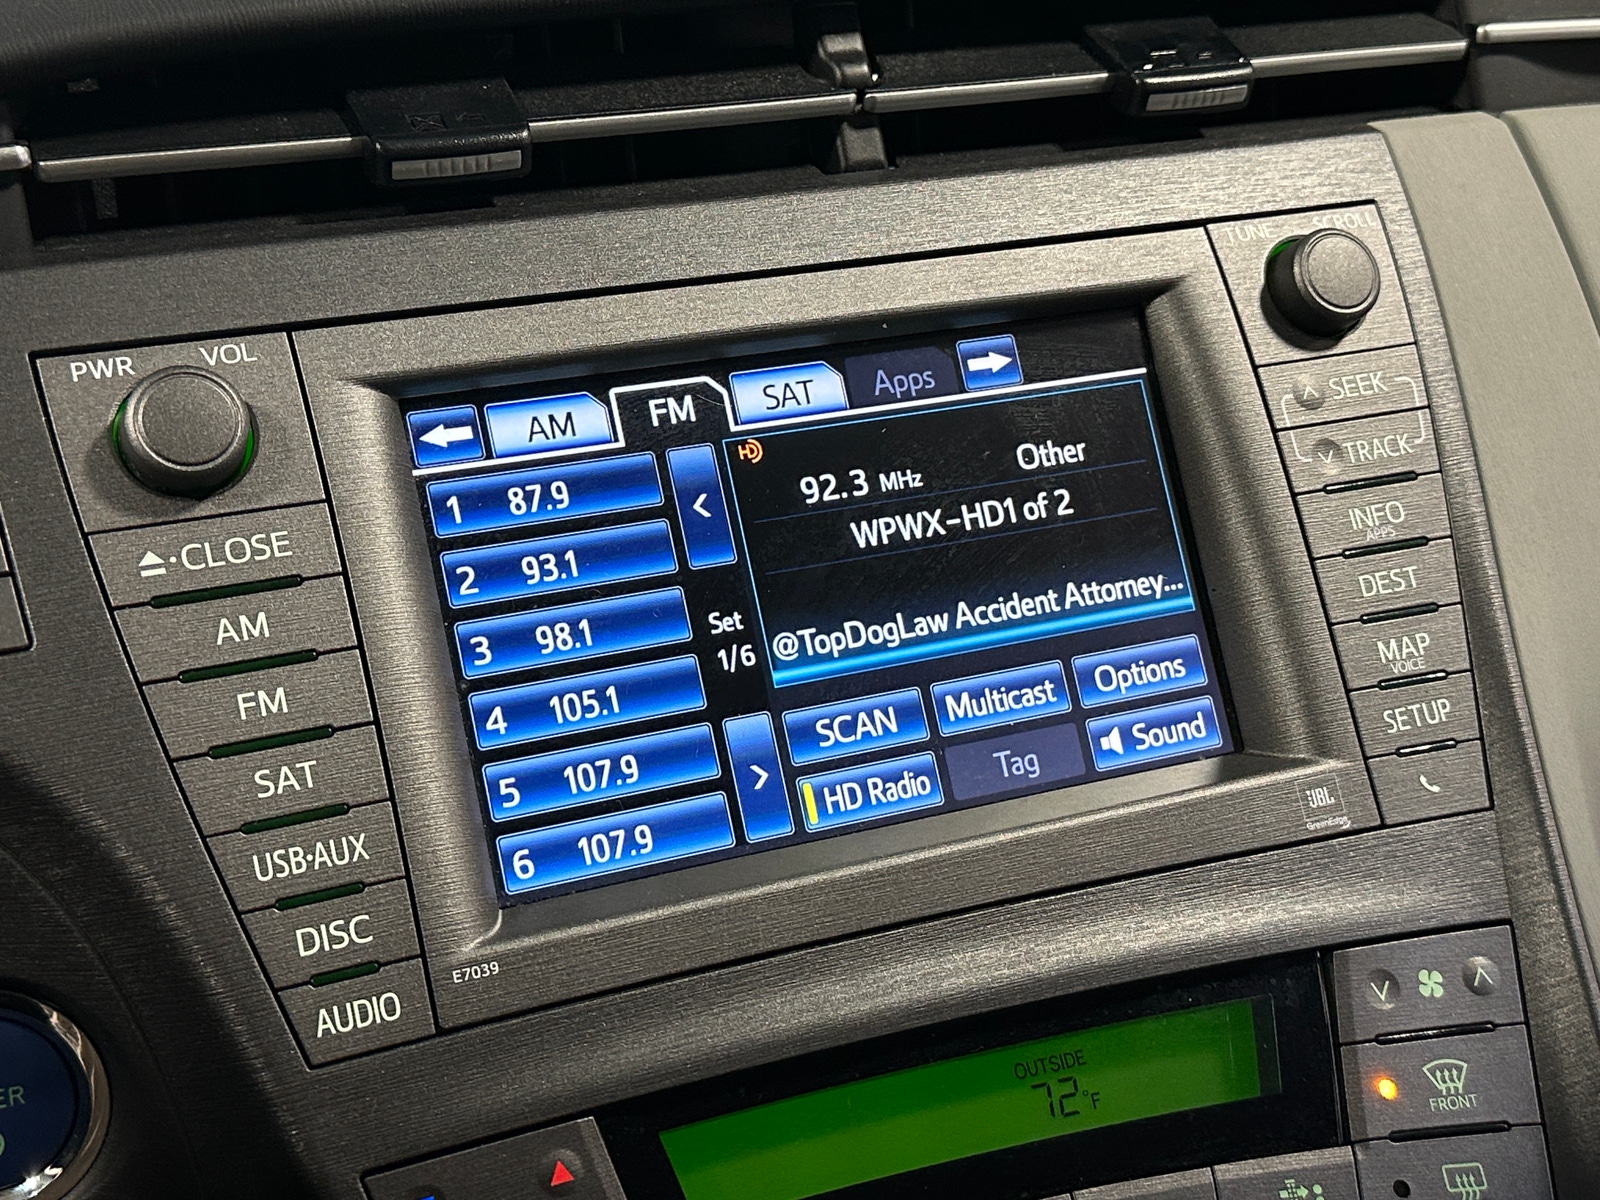 TUNE SCROLL
PWR VOL
AM
FM
SAT
Apps
SEEK
TRACK
1 87.9
<
HD
92.3 MHz
Other
WPWX-HD1 of 2
2 93.1
3 98.1
Set
1/6
@TopDogLaw Accident Attorney...
4 105.1
5 107.9
6 107.9
>
SCAN
Multicast
Options
HD Radio
Tag
Sound
CLOSE
AM
FM
SAT
USB·AUX
DISC
AUDIO
INFO
APPS
DEST
MAP
VOICE
SETUP
JBL
GreenEdge
E7039
OUTSIDE
72°F
FRONT